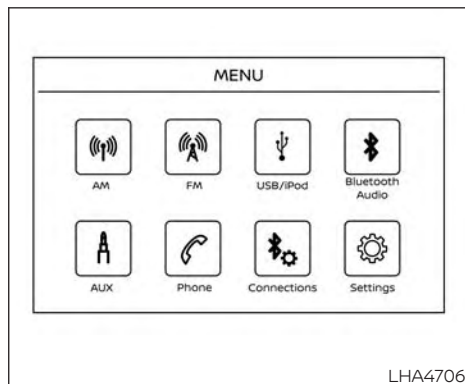 MENU
AM FM USB/iPod Bluetooth
Audio
AUX Phone Connections Settings
LHA4706